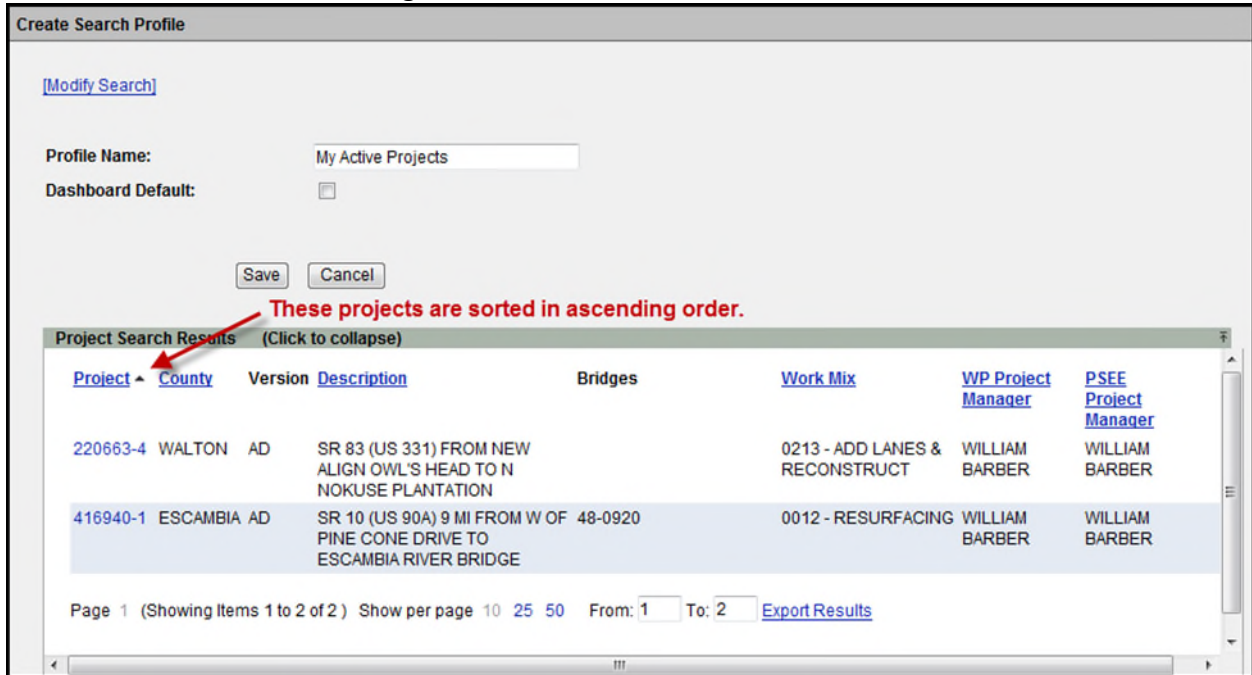 Create Search Profile
[Modify Search]
Profile Name: My Active Projects
Dashboard Default:
Save Cancel
These projects are sorted in ascending order.
Project Search Results (Click to collapse)
Project County Version Description Bridges Work Mix WP Project Manager PSEE Project Manager
220663-4 WALTON AD SR 83 (US 331) FROM NEW 0213 - ADD LANES & WILLIAM WILLIAM
ALIGN OWL'S HEAD TO N RECONSTRUCT BARBER BARBER
NOKUSE PLANTATION
416940-1 ESCAMBIA AD SR 10 (US 90A) 9 MI FROM W OF 48-0920 0012 - RESURFACING WILLIAM WILLIAM
PINE CONE DRIVE TO BARBER BARBER
ESCAMBIA RIVER BRIDGE
Page 1 (Showing Items 1 to 2 of 2 ) Show per page 10 25 50 From: 1 To: 2 Export Results